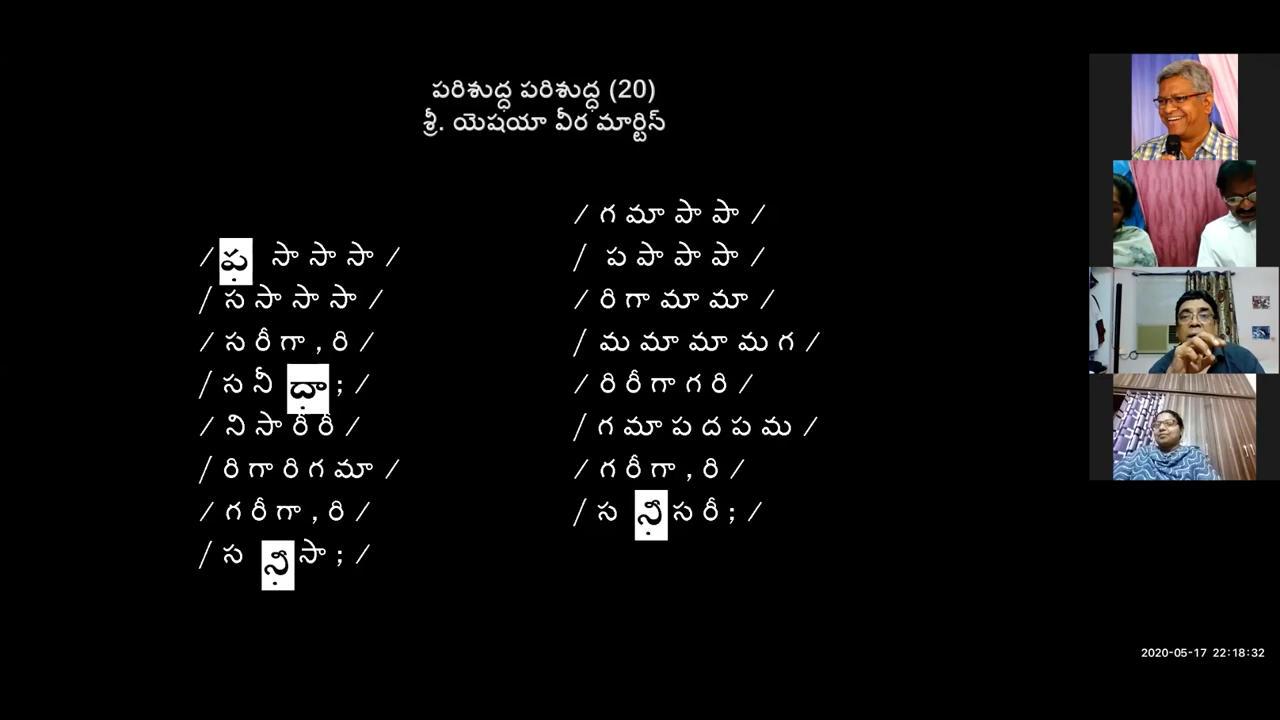 పరిశుద్ధ పరిశుద్ధ (20)
శ్రీ. యెషయా వీర మార్టిస్
/ ప̣ సా సా సా /
/ స సా సా సా /
/ స రీ గా , రి /
/ స నీ దా̣ ; /
/ ని సా రీ రీ /
/ రి గా రి గ మా /
/ గ రీ గా , రి /
/ స నీ̣ సా ; /
/ గ మా పా పా /
/ ప పా పా పా /
/ రి గా మా మా /
/ మ మా మా మ గ /
/ రి రీ గా గ రి /
/ గ మా ప ద ప మ /
/ గ రీ గా , రి /
/ స నీ̣ స రీ ; /
2020-05-17 22:18:32